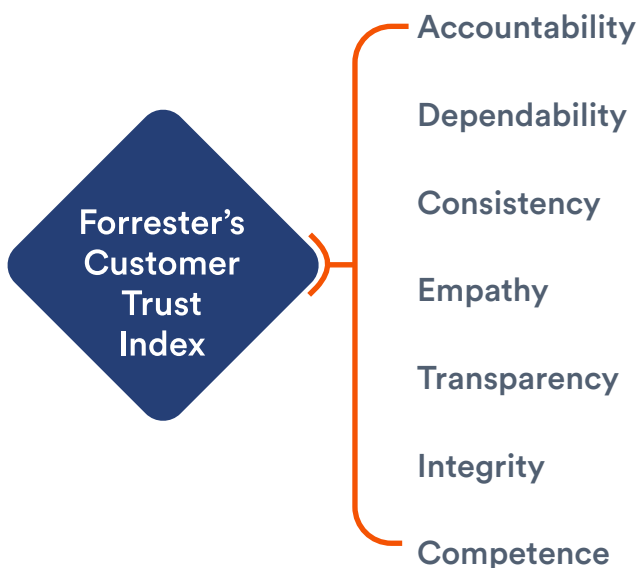 Forrester’s
Customer
Trust
Index
Accountability
Dependability
Consistency
Empathy
Transparency
Integrity
Competence